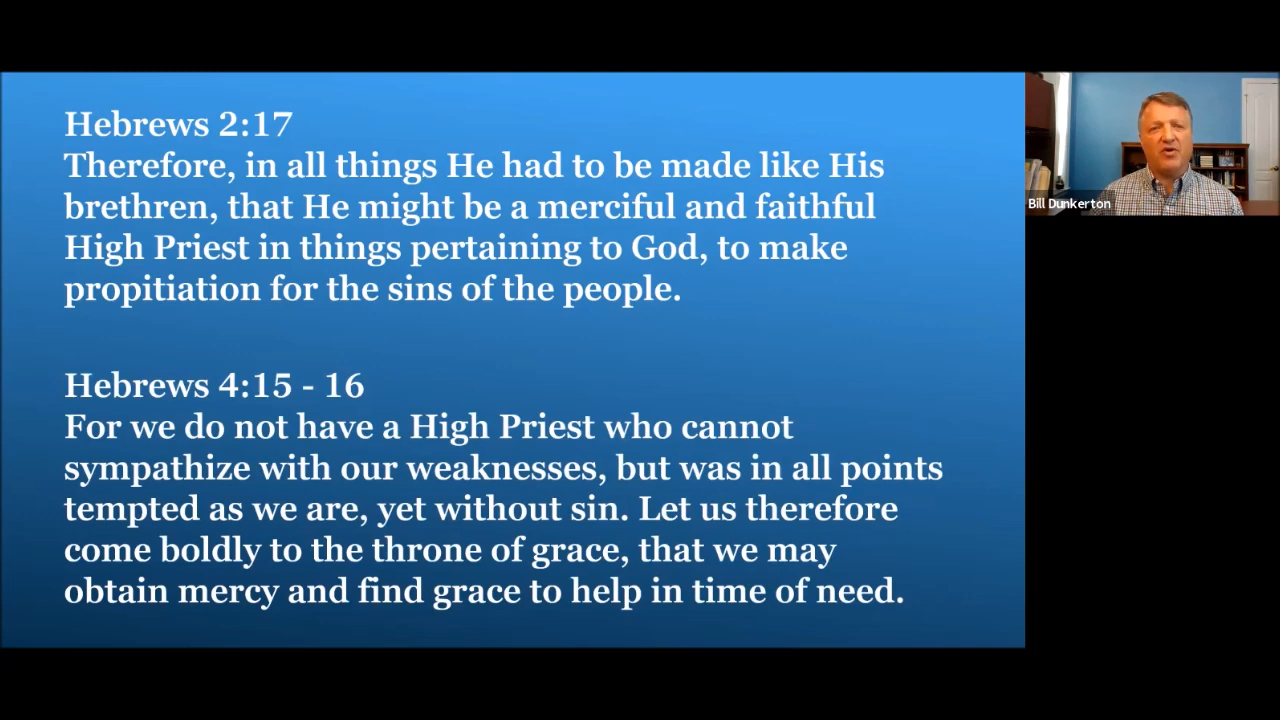 Hebrews 2:17
Therefore, in all things He had to be made like His
brethren, that He might be a merciful and faithful
High Priest in things pertaining to God, to make
propitiation for the sins of the people.
Hebrews 4:15 - 16
For we do not have a High Priest who cannot
sympathize with our weaknesses, but was in all points
tempted as we are, yet without sin. Let us therefore
come boldly to the throne of grace, that we may
obtain mercy and find grace to help in time of need.
Bill Dunkerton